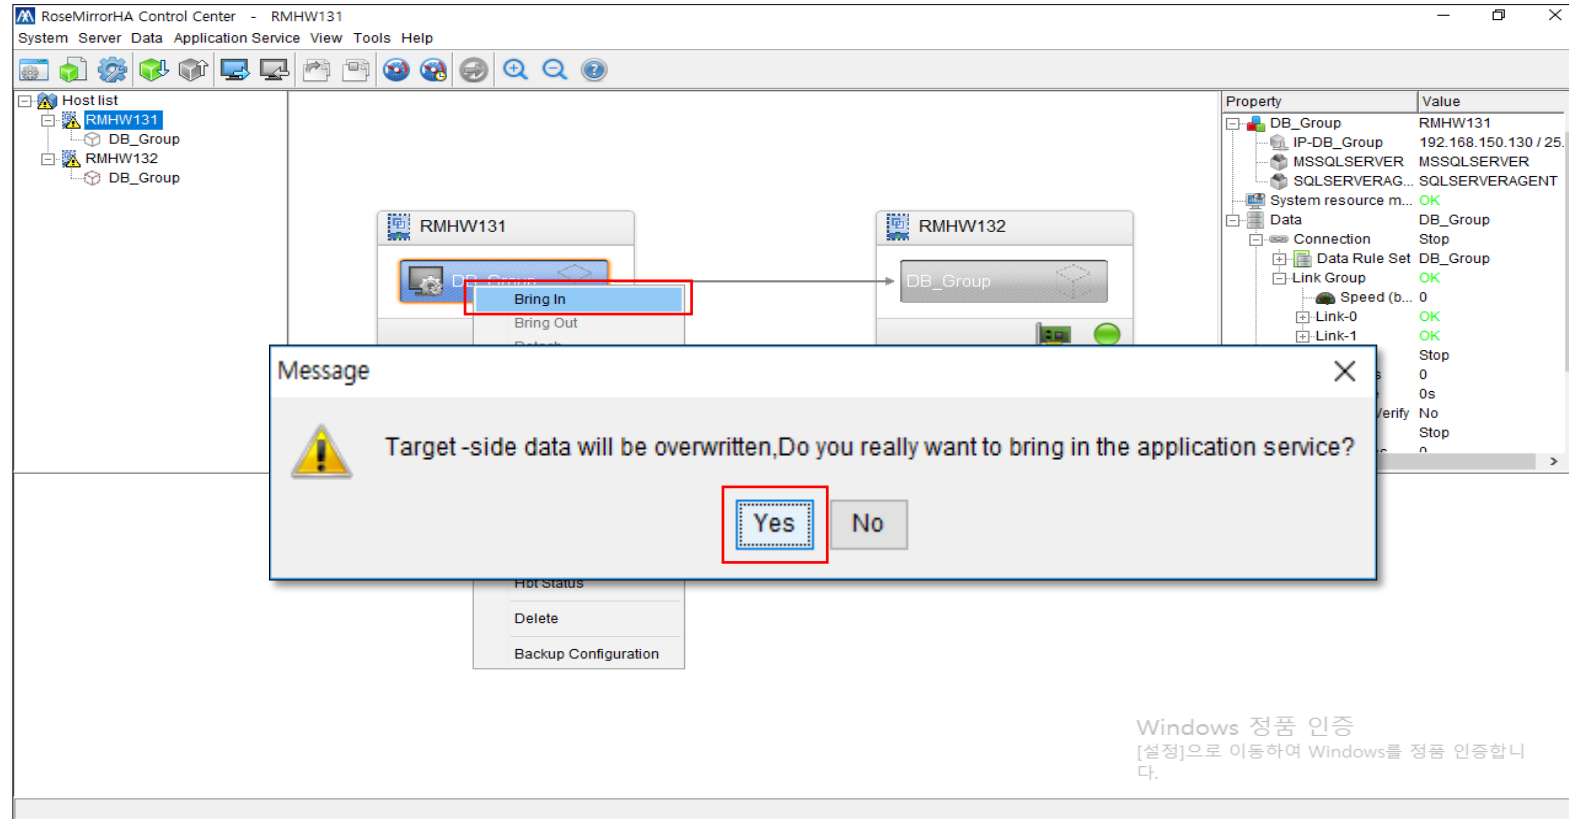 RoseMirrorHA Control Center - RMHW131
System Server Data Application Service View Tools Help
Host list
RMHW131
DB_Group
RMHW132
DB_Group
RMHW131
DB_Group
Bring In
Bring Out
Detach
Hot Status
Delete
Backup Configuration
RMHW132
DB_Group
Property Value
DB_Group RMHW131
IP-DB_Group 192.168.150.130 / 25.
MSSQLSERVER MSSQLSERVER
SQLSERVERAG... SQLSERVERAGENT
System resource m... OK
Data DB_Group
Connection Stop
Data Rule Set DB_Group
Link Group OK
Speed (b... 0
Link-0 OK
Link-1 OK
Stop
s 0
0s
Verify No
Stop
0
Message
Target -side data will be overwritten,Do you really want to bring in the application service?
Yes No
Windows 정품 인증
[설정]으로 이동하여 Windows를 정품 인증합니
다.